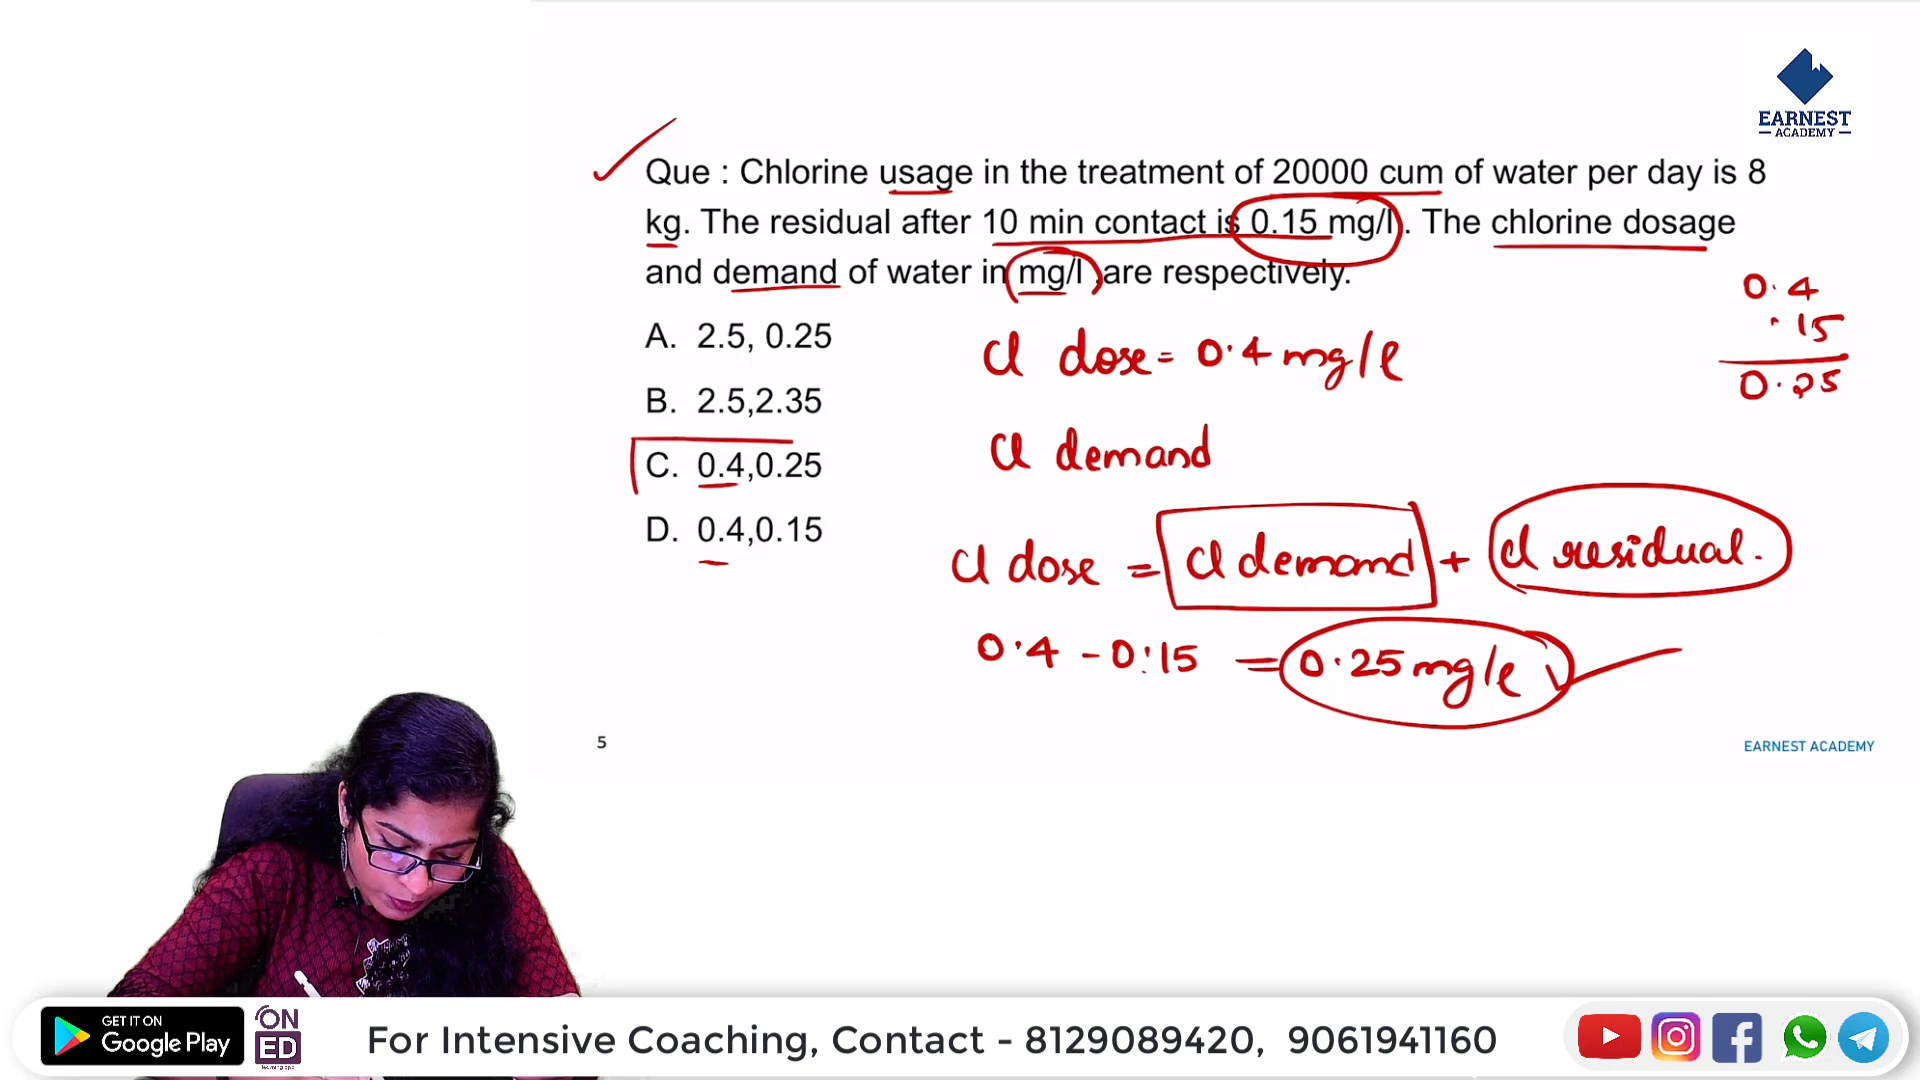 EARNEST
ACADEMY
Que : Chlorine usage in the treatment of 20000 cum of water per day is 8
kg. The residual after 10 min contact is 0.15 mg/l . The chlorine dosage
and demand of water in mg/l ,are respectively.
A. 2.5, 0.25
B. 2.5,2.35
C. 0.4,0.25
D. 0.4,0.15
0.4
.15
0.25
Cl dose = 0.4 mg/l
Cl demand
Cl dose = Cl demand + Cl residual.
0.4 - 0.15 = 0.25 mg/l
5
EARNEST ACADEMY
GET IT ON
Google Play
ON
ED
For Intensive Coaching, Contact - 8129089420, 9061941160